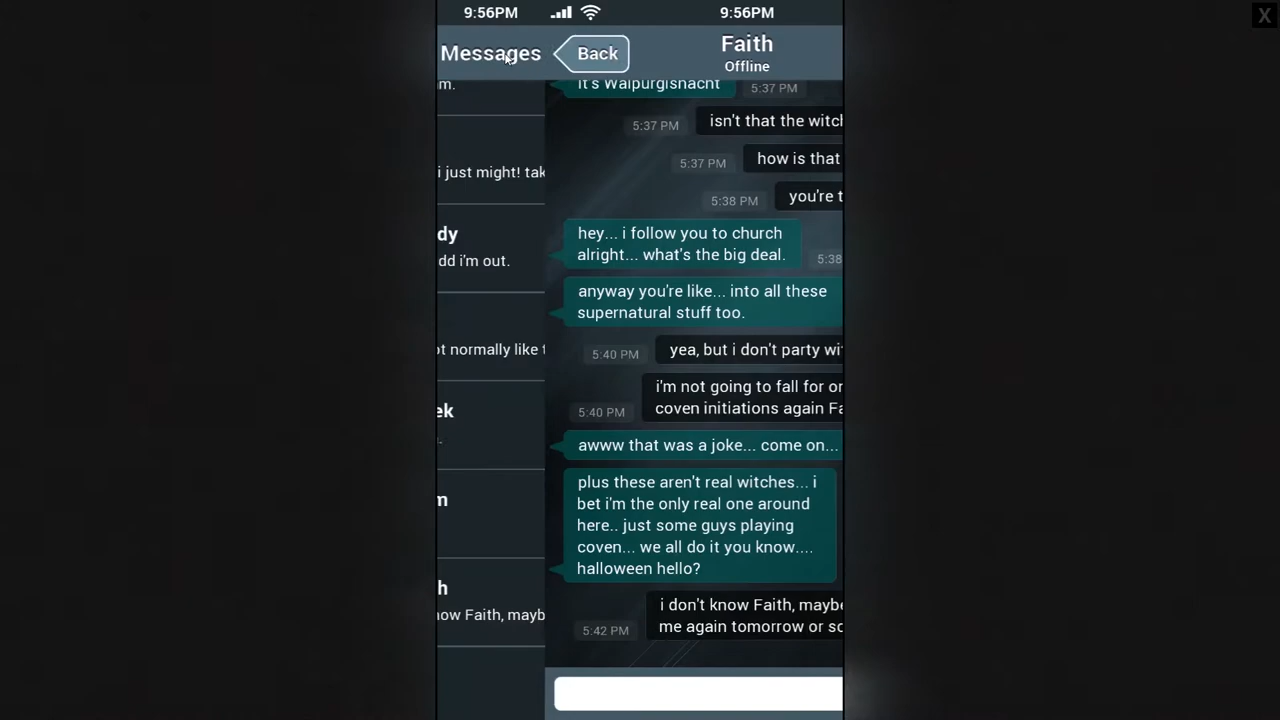 X
9:56PM
9:56PM
Messages
Back
Faith
Offline
m.
i just might! tak
dy
dd i'm out.
ot normally like t
ek
m
h
ow Faith, mayb
it's Walpurgisnacht
5:37 PM
isn't that the witch
5:37 PM
how is that
5:37 PM
you're t
5:38 PM
hey... i follow you to church
alright... what's the big deal.
5:38
anyway you're like... into all these
supernatural stuff too.
yea, but i don't party wi
5:40 PM
i'm not going to fall for or
coven initiations again Fa
5:40 PM
awww that was a joke... come on...
plus these aren't real witches... i
bet i'm the only real one around
here.. just some guys playing
coven... we all do it you know....
halloween hello?
i don't know Faith, maybe
me again tomorrow or so
5:42 PM